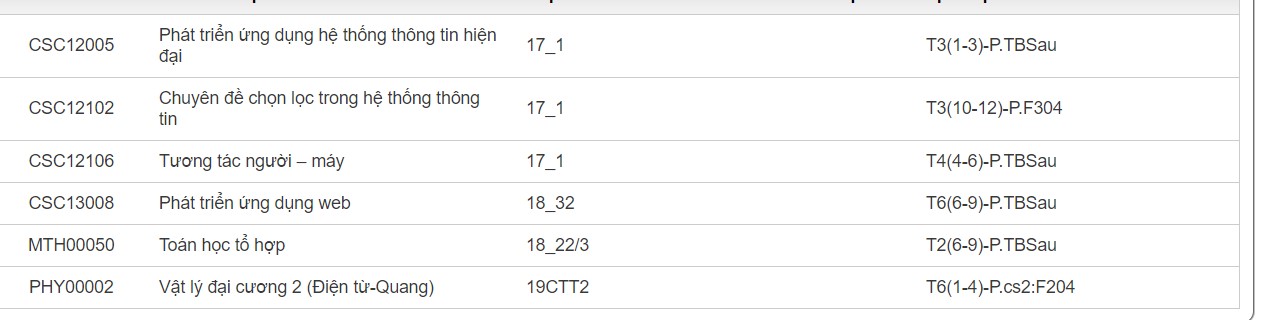 CSC12005 Phát triển ứng dụng hệ thống thông tin hiện 17_1 T3(1-3)-P.TBSau
đại
CSC12102 Chuyên đề chọn lọc trong hệ thống thông 17_1 T3(10-12)-P.F304
tin
CSC12106 Tương tác người – máy 17_1 T4(4-6)-P.TBSau
CSC13008 Phát triển ứng dụng web 18_32 T6(6-9)-P.TBSau
MTH00050 Toán học tổ hợp 18_22/3 T2(6-9)-P.TBSau
PHY00002 Vật lý đại cương 2 (Điện từ-Quang) 19CTT2 T6(1-4)-P.cs2:F204